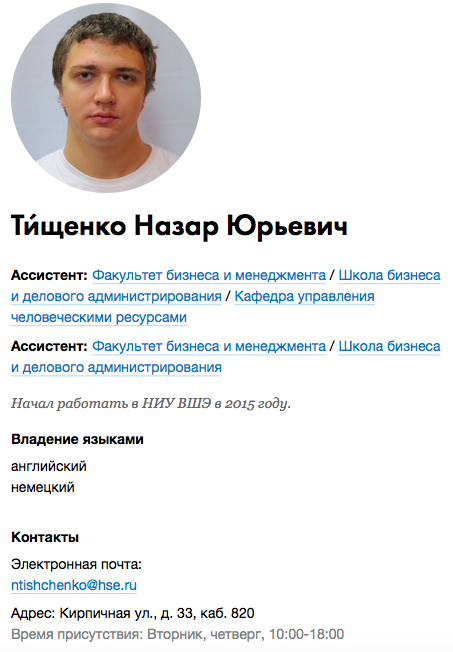 Ти́щенко Назар Юрьевич
Ассистент: Факультет бизнеса и менеджмента / Школа бизнеса
и делового администрирования / Кафедра управления
человеческими ресурсами
Ассистент: Факультет бизнеса и менеджмента / Школа бизнеса
и делового администрирования
Начал работать в НИУ ВШЭ в 2015 году.
Владение языками
английский
немецкий
Контакты
Электронная почта:
ntishchenko@hse.ru
Адрес: Кирпичная ул., д. 33, каб. 820
Время присутствия: Вторник, четверг, 10:00-18:00